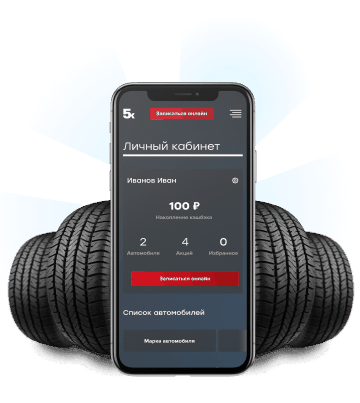 5к
Записаться онлайн
Личный кабинет
Иванов Иван
100 ₽
Накоплено кэшбэка
2 4 0
Автомобиля Акций Избранное
Записаться онлайн
Список автомобилей
Марка автомобиля